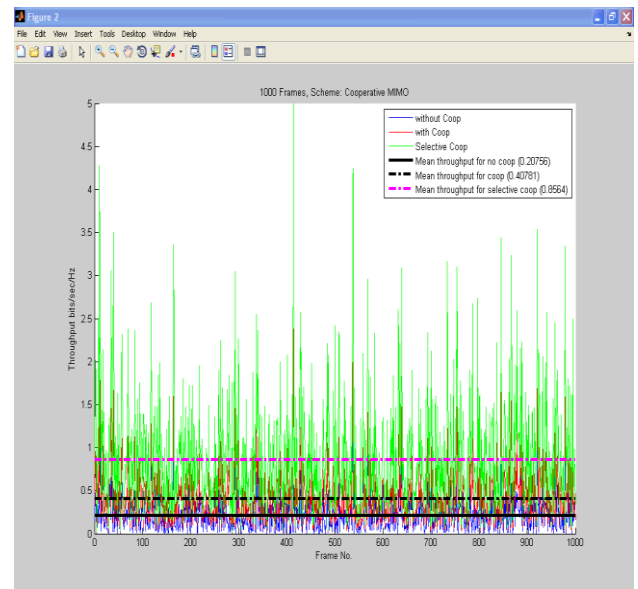 Figure 2
File Edit View Insert Tools Desktop Window Help
1000 Frames, Scheme: Cooperative MIMO
without Coop
with Coop
Selective Coop
Mean throughput for no coop (0.20756)
Mean throughput for coop (0.40781)
Mean throughput for selective coop (0.8564)
Throughput bits/sec/Hz
5
4.5
4
3.5
3
2.5
2
1.5
1
0.5
0
0 100 200 300 400 500 600 700 800 900 1000
Frame No.